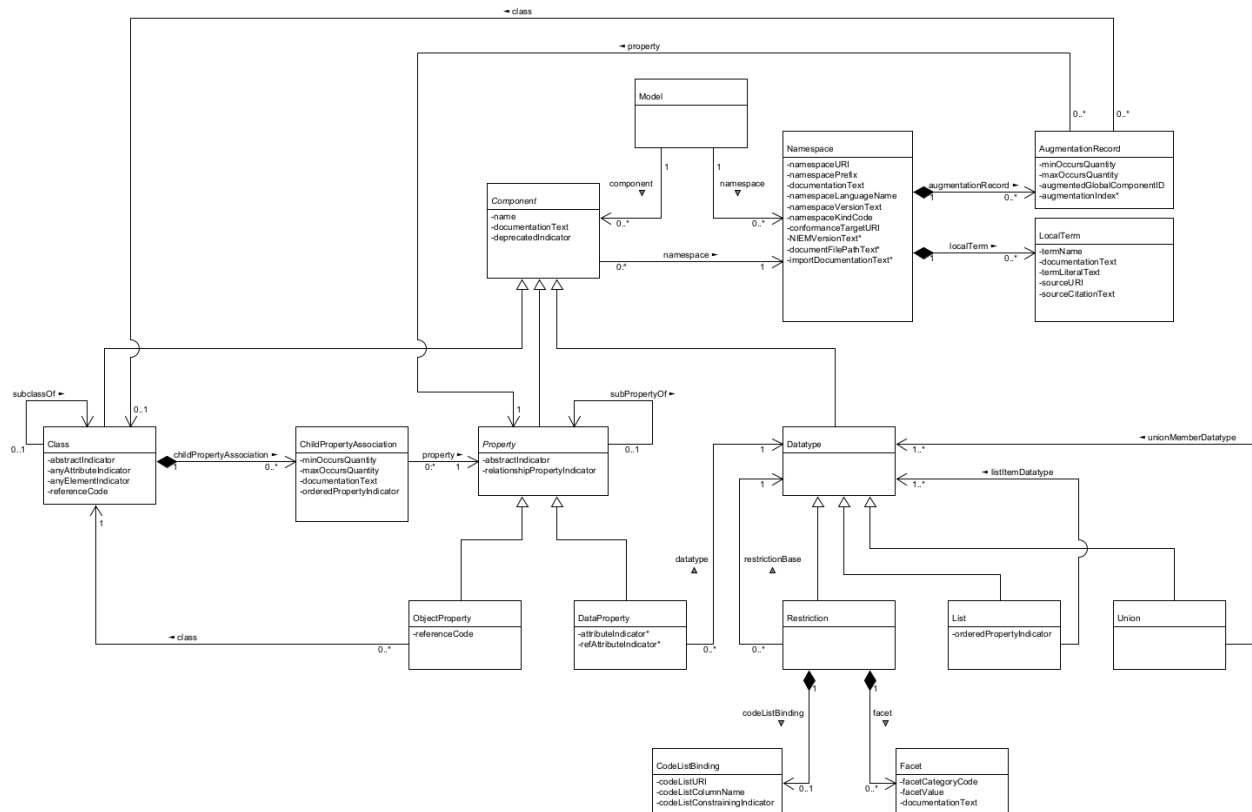 ◄ class
◄ property
Model
1
1
component
▼
namespace
▼
0..*
0..*
Component
-name
-documentationText
-deprecatedIndicator
0:*
namespace ►
1
Namespace
-namespaceURI
-namespacePrefix
-documentationText
-namespaceLanguageName
-namespaceVersionText
-namespaceKindCode
-conformanceTargetURI
-NIEMVersionText*
-documentFilePathText*
-importDocumentationText*
augmentationRecord ►
1
0..*
0..*
0..*
AugmentationRecord
-minOccursQuantity
-maxOccursQuantity
-augmentedGlobalComponentID
-augmentationIndex*
localTerm ►
1
0..*
LocalTerm
-termName
-documentationText
-termLiteralText
-sourceURI
-sourceCitationText
subclassOf ►
0..1
0..1
Class
-abstractIndicator
-anyAttributeIndicator
-anyElementIndicator
-referenceCode
childPropertyAssociation ►
1
0..*
ChildPropertyAssociation
-minOccursQuantity
-maxOccursQuantity
-documentationText
-orderedPropertyIndicator
property ►
0:*
1
1
subPropertyOf ►
0..1
Property
-abstractIndicator
-relationshipPropertyIndicator
1
Datatype
1
1..*
◄ unionMemberDatatype
◄ listItemDatatype
1..*
1
datatype
▲
restrictionBase
▲
◄ class
0..*
ObjectProperty
-referenceCode
DataProperty
-attributeIndicator*
-refAttributeIndicator*
0..*
0..*
Restriction
List
-orderedPropertyIndicator
Union
1
1
codeListBinding
▼
facet
▼
CodeListBinding
-codeListURI
-codeListColumnName
-codeListConstrainingIndicator
0..1
0..*
Facet
-facetCategoryCode
-facetValue
-documentationText